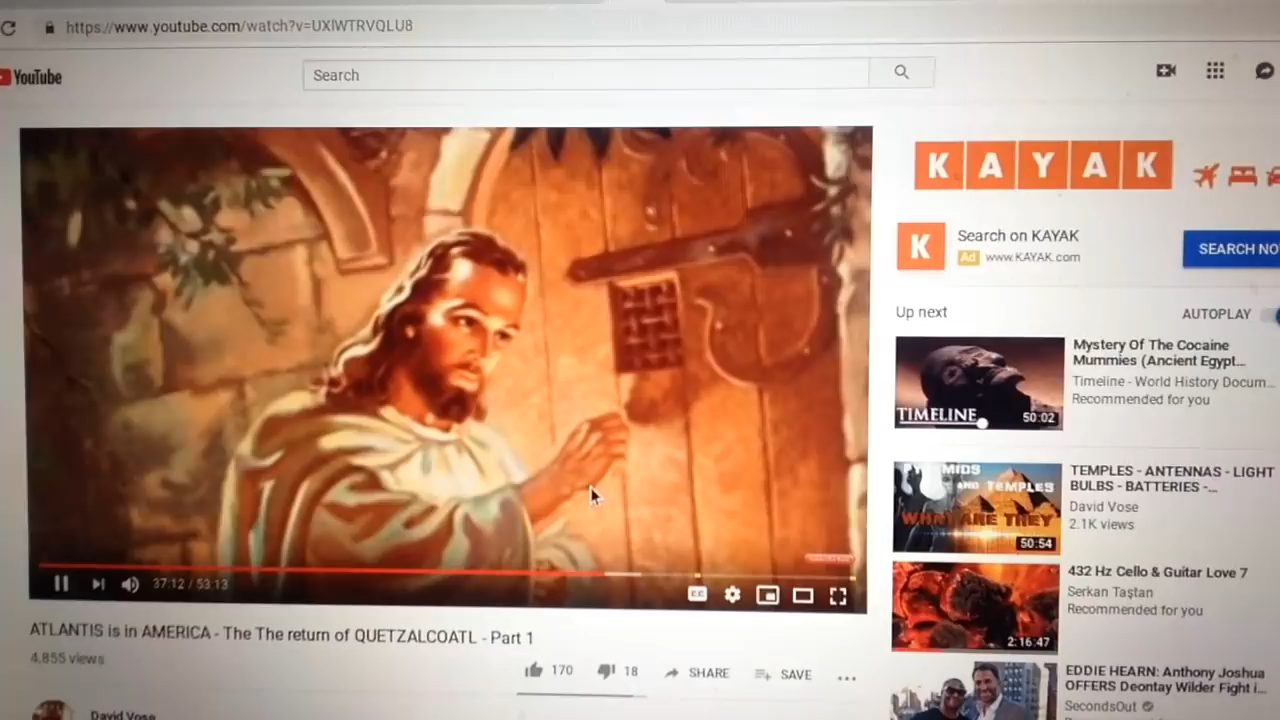 https://www.youtube.com/watch?v=UXlWTRVQLU8
YouTube
Search
KAYAK
K
Search on KAYAK
Ad www.KAYAK.com
SEARCH NO
Up next
AUTOPLAY
Mystery Of The Cocaine
Mummies (Ancient Egypt...
Timeline - World History Docum...
Recommended for you
TIMELINE
50:02
MIDS
AND TEMPLES
WHAT ARE THEY
50:54
TEMPLES - ANTENNAS - LIGHT
BULBS - BATTERIES -...
David Vose
2.1K views
432 Hz Cello & Guitar Love 7
Serkan Taştan
Recommended for you
2:16:47
EDDIE HEARN: Anthony Joshua
OFFERS Deontay Wilder Fight i...
SecondsOut
37:12 / 53:13
CC
ATLANTIS is in AMERICA - The The return of QUETZALCOATL - Part 1
4,855 views
170
18
SHARE
SAVE
David Vose